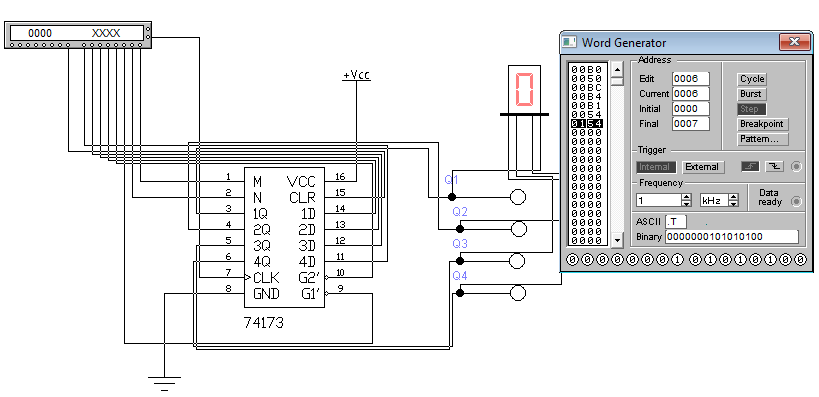 0000 XXXX
+Vcc
0
1 M VCC 16
2 N CLR 15
3 1Q 1D 14
4 2Q 2D 13
5 3Q 3D 12
6 4Q 4D 11
7 CLK G2' 10
8 GND G1' 9
74173
Q1
Q2
Q3
Q4
Word Generator
00B0
0050
00BC
00B4
00B1
0054
0154
0000
0000
0000
0000
0000
0000
0000
0000
0000
0000
0000
0000
Address
Edit 0006 Cycle
Current 0006 Burst
Initial 0000 Step
Final 0007 Breakpoint
Pattern...
Trigger
Internal External
Frequency
1 kHz Data ready
ASCII .T .
Binary 0000000101010100
0 0 0 0 0 0 0 1 0 1 0 1 0 1 0 0